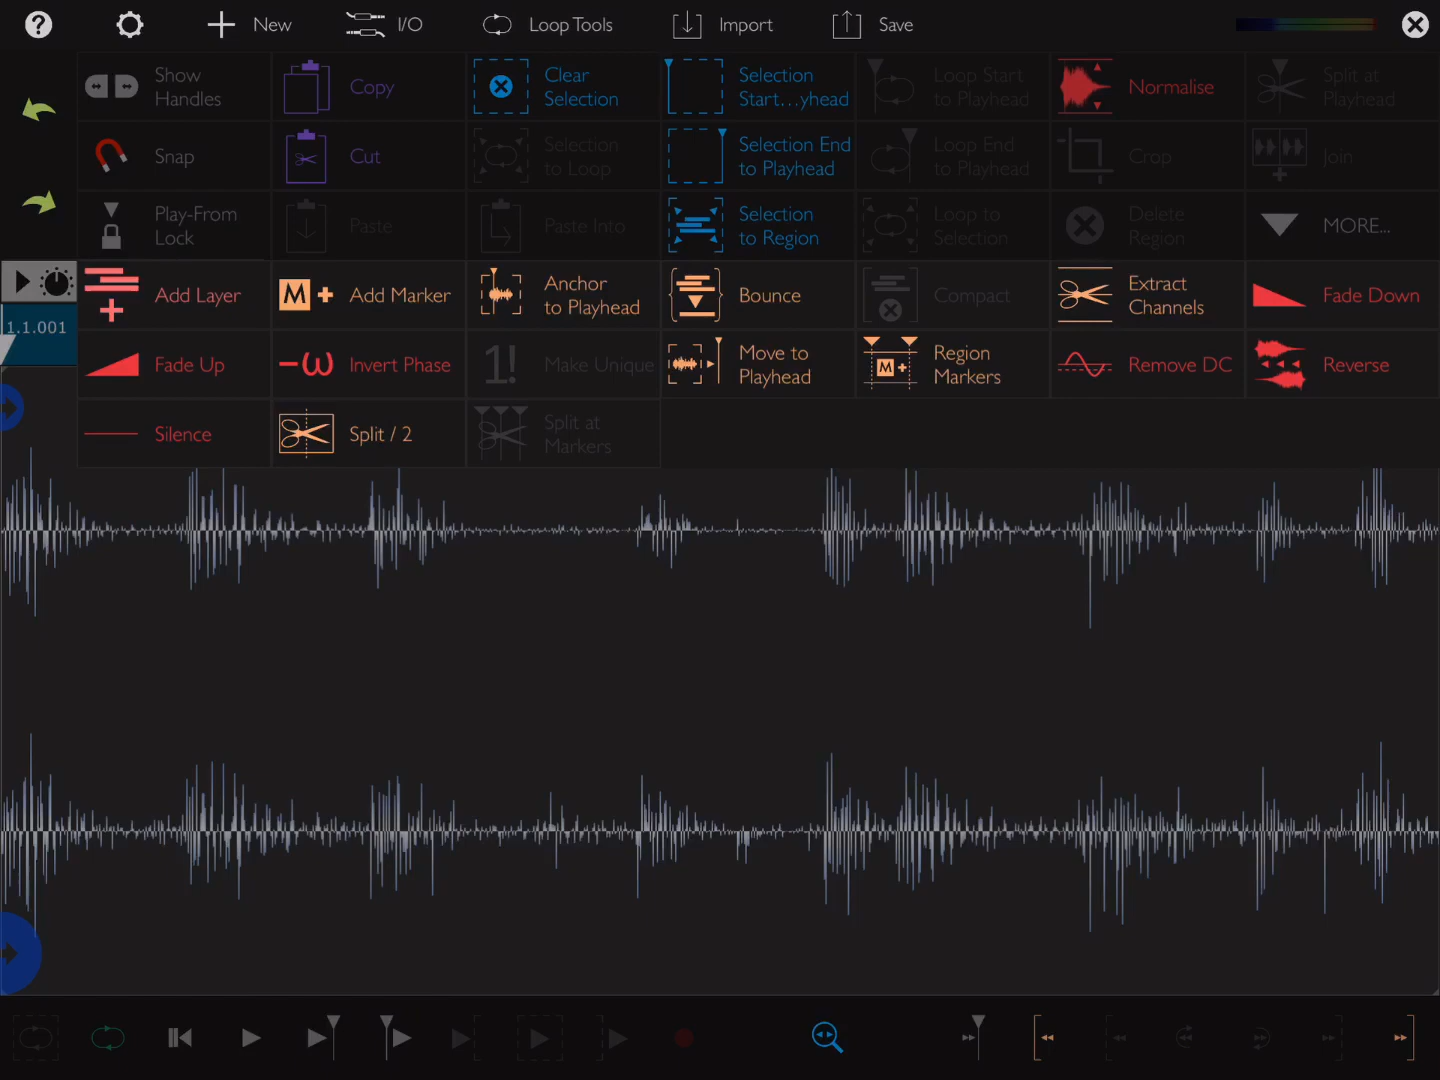 ? New I/O Loop Tools Import Save
Show
Handles
Copy
Clear
Selection
Selection
Start...yhead
Loop Start
to Playhead
Normalise
Split at
Playhead
Snap
Cut
Selection
to Loop
Selection End
to Playhead
Loop End
to Playhead
Crop
Join
Play-From
Lock
Paste
Paste Into
Selection
to Region
Loop to
Selection
Delete
Region
MORE...
Add Layer
M
Add Marker
Anchor
to Playhead
Bounce
Compact
Extract
Channels
Fade Down
1.1.001
Fade Up
-ω
Invert Phase
1!
Make Unique
Move to
Playhead
M+
Region
Markers
Remove DC
Reverse
Silence
Split / 2
Split at
Markers